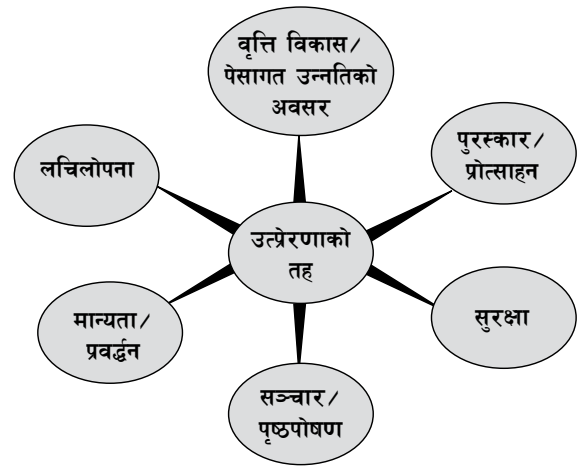 वृत्ति विकास/
पेसागत उन्नतिको
अवसर
पुरस्कार/
प्रोत्साहन
लचिलोपना
उत्प्रेरणाको
तह
मान्यता/
प्रवर्द्धन
सुरक्षा
सञ्चार/
पृष्ठपोषण